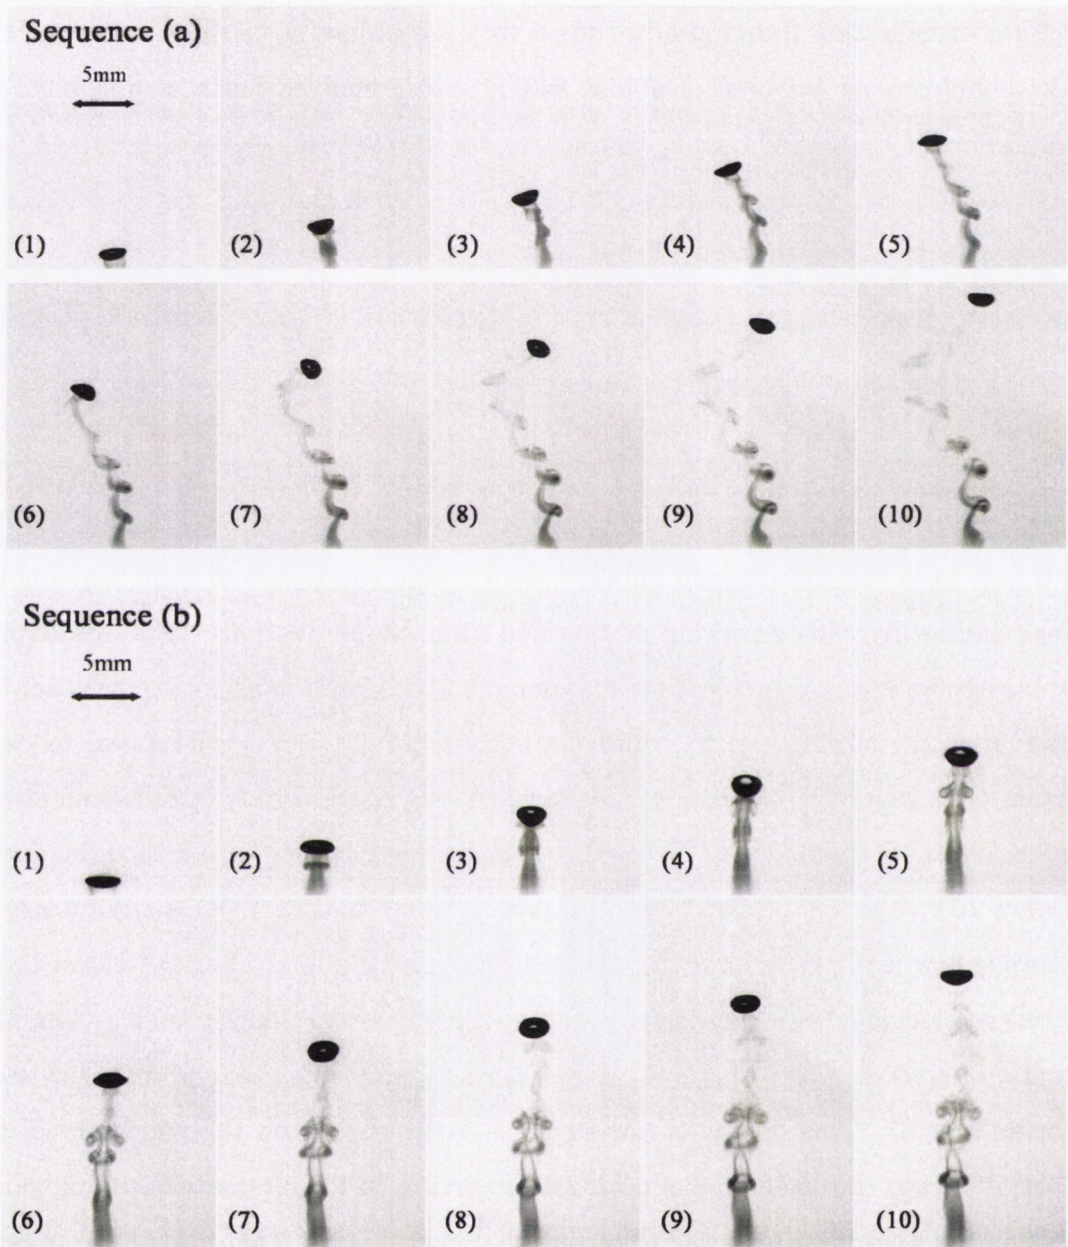 Sequence (a)
5mm
(1) (2) (3) (4) (5)
(6) (7) (8) (9) (10)
Sequence (b)
5mm
(1) (2) (3) (4) (5)
(6) (7) (8) (9) (10)